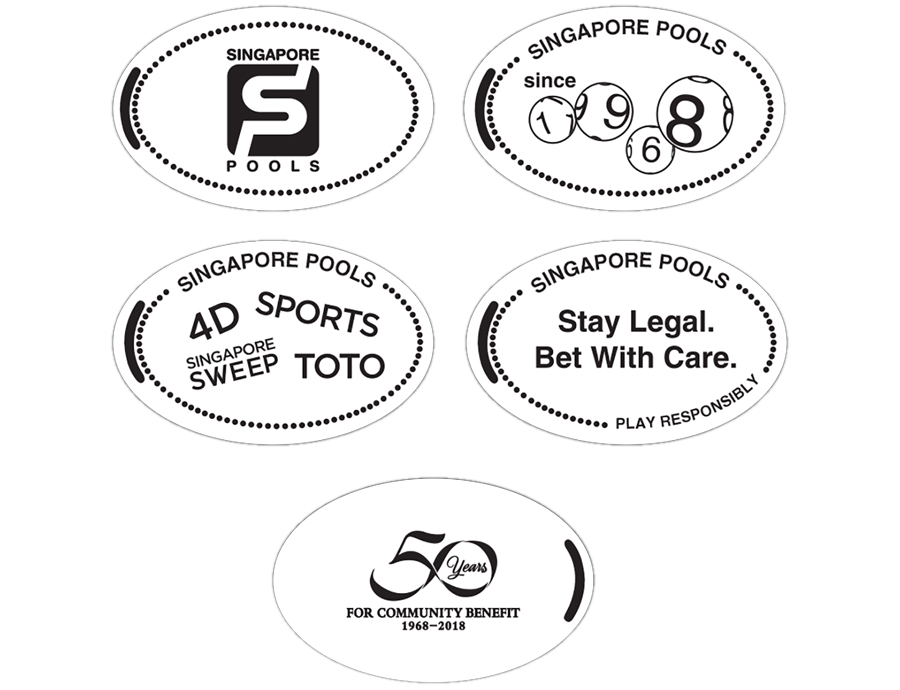 SINGAPORE
S
POOLS
SINGAPORE POOLS
since
1 9 6 8
SINGAPORE POOLS
4D SPORTS
SINGAPORE
SWEEP TOTO
SINGAPORE POOLS
Stay Legal.
Bet With Care.
PLAY RESPONSIBLY
50 Years
FOR COMMUNITY BENEFIT
1968–2018